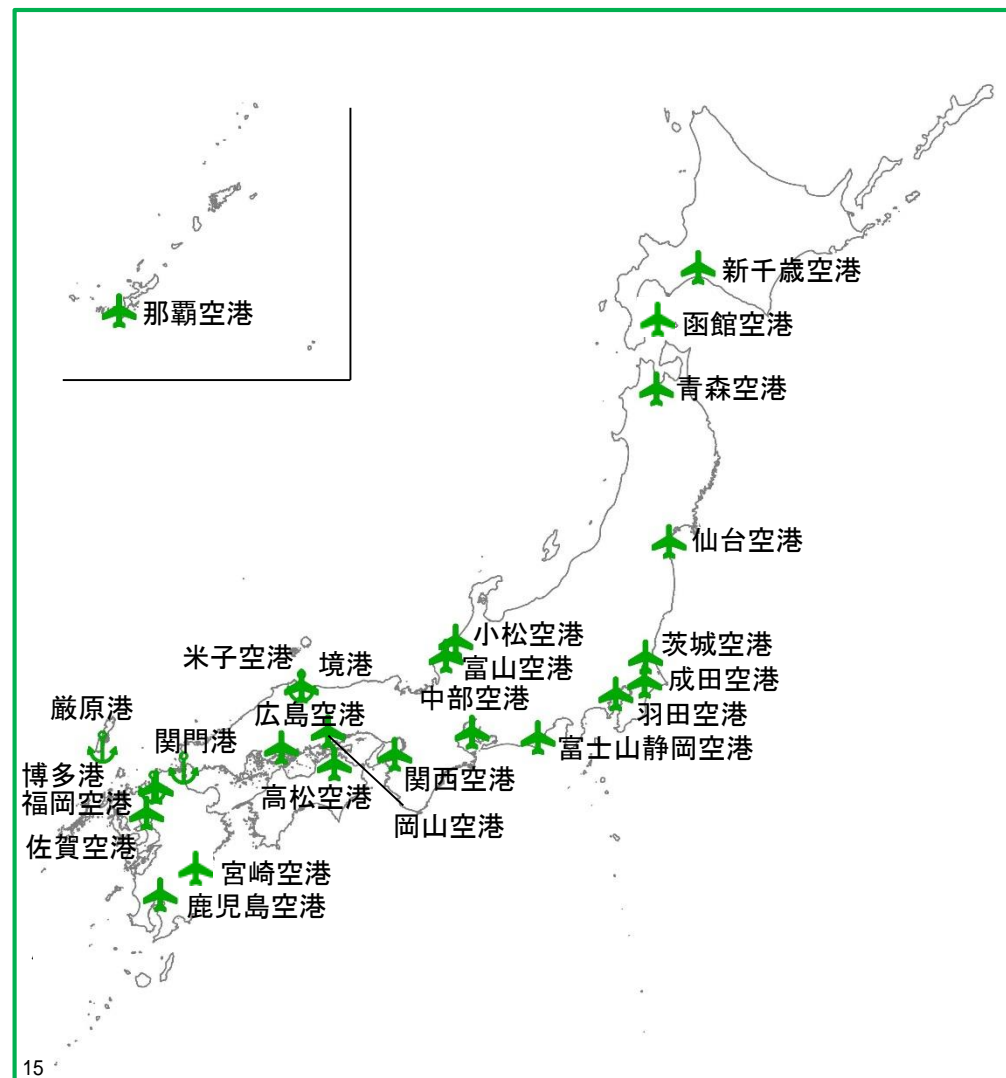 新千歳空港
那覇空港
函館空港
青森空港
仙台空港
小松空港
茨城空港
米子空港
境港
富山空港
成田空港
中部空港
厳原港
広島空港
羽田空港
関門港
富士山静岡空港
博多港
関西空港
福岡空港
高松空港
岡山空港
佐賀空港
宮崎空港
鹿児島空港
15